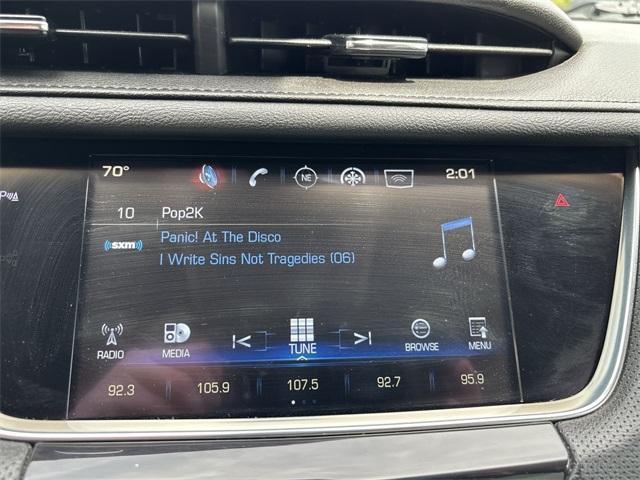 70° NE 2:01
10 Pop2K
((sxm)) Panic! At The Disco
I Write Sins Not Tragedies (06)
RADIO MEDIA TUNE BROWSE MENU
92.3 105.9 107.5 92.7 95.9